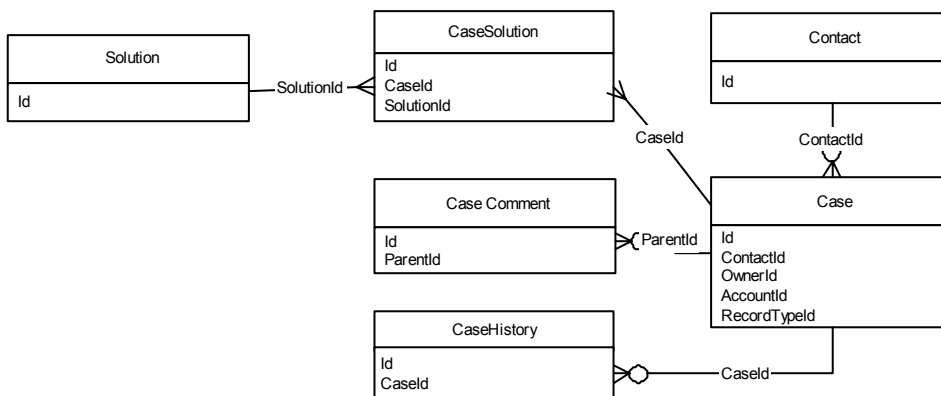 Solution
Id
SolutionId
CaseSolution
Id
CaseId
SolutionId
Contact
Id
CaseId
ContactId
Case Comment
Id
ParentId
ParentId
Case
Id
ContactId
OwnerId
AccountId
RecordTypeId
CaseHistory
Id
CaseId
CaseId